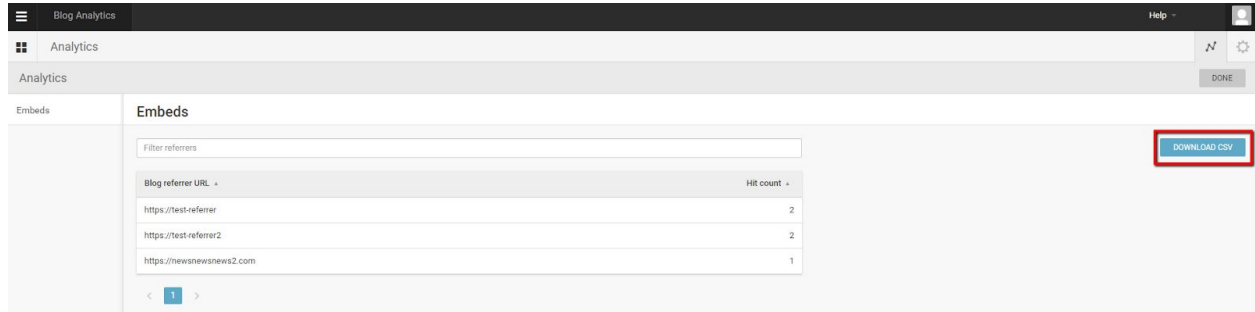 Blog Analytics Help
Analytics
Analytics DONE
Embeds Embeds
Filter referrers DOWNLOAD CSV
Blog referrer URL Hit count
https://test-referrer 2
https://test-referrer2 2
https://newsnewsnews2.com 1
< 1 >